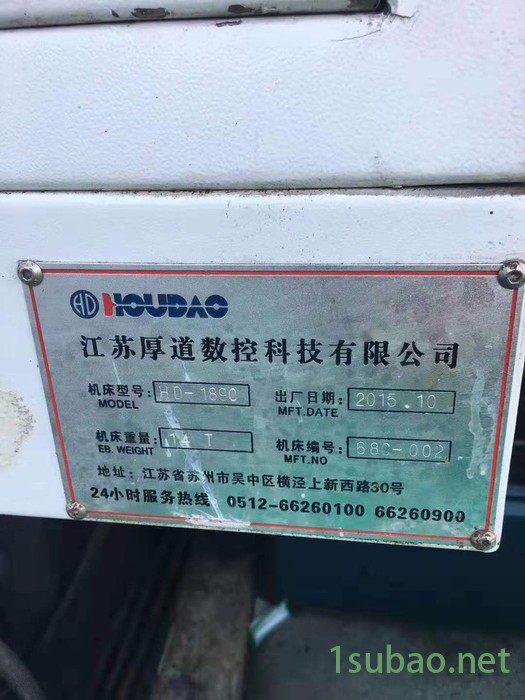 HD HOUDAO
江苏厚道数控科技有限公司
机床型号: HD-1890 出厂日期: 2015.10
MODEL MFT.DATE
机床重量: 14 T 机床编号: 68C-002
EB.WEIGHT MFT.NO
地址: 江苏省苏州市吴中区横泾上新西路30号
24小时服务热线 0512-66260100 66260900
1subao.net